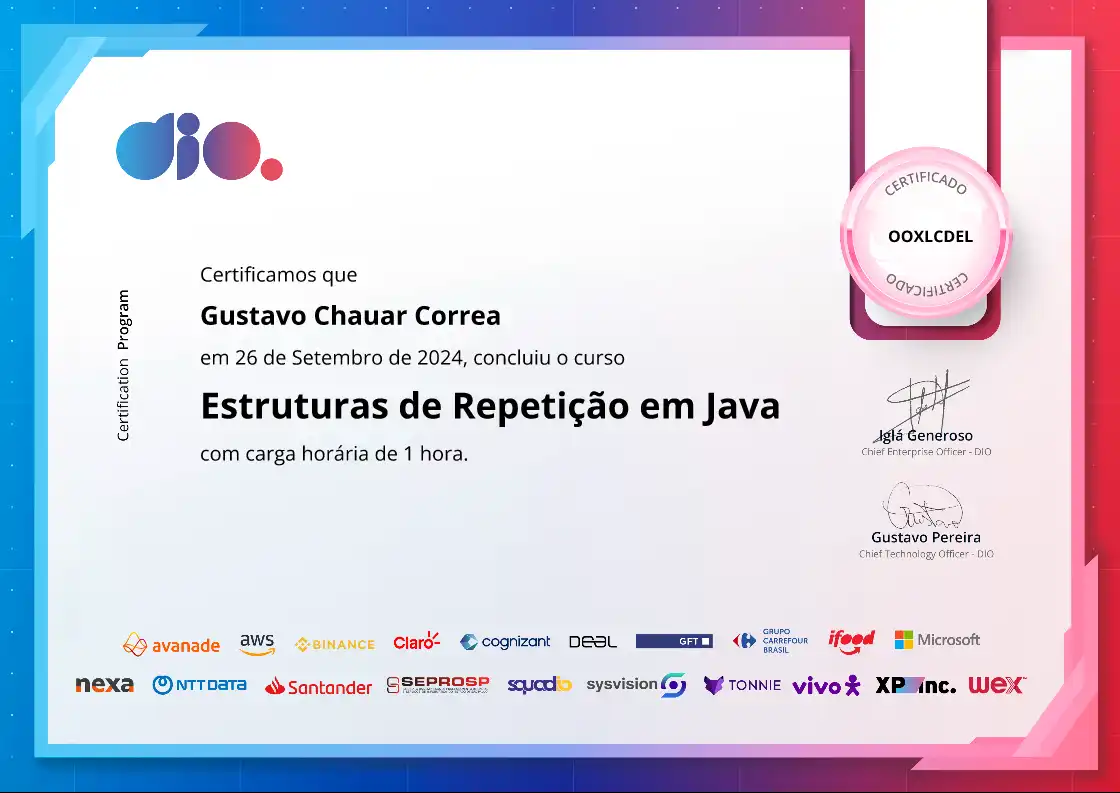 dio.
CERTIFICADO
OOXLCDEL
CERTIFICADO
Certification Program
Certificamos que
Gustavo Chauar Correa
em 26 de Setembro de 2024, concluiu o curso
Estruturas de Repetição em Java
com carga horária de 1 hora.
Iglá Generoso
Chief Enterprise Officer - DIO
Gustavo Pereira
Chief Technology Officer - DIO
avanade aws BINANCE Claro cognizant DEAL GFT GRUPO CARREFOUR BRASIL ifood Microsoft
nexa NTT DATA Santander SEPROSP squadio sysvision TONNIE vivo XP inc. wex